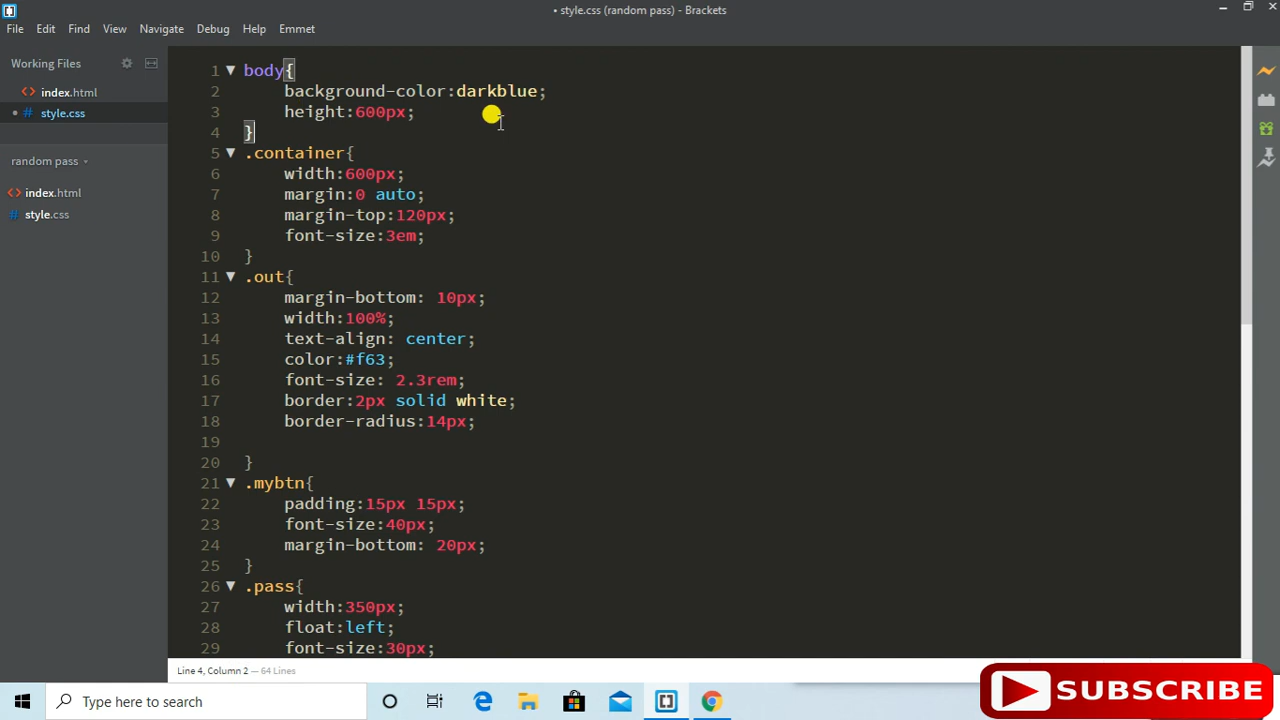 • style.css (random pass) - Brackets
File Edit Find View Navigate Debug Help Emmet
Working Files
<> index.html
• # style.css
random pass
<> index.html
# style.css
1 body{
2 background-color:darkblue;
3 height:600px;
4 }
5 .container{
6 width:600px;
7 margin:0 auto;
8 margin-top:120px;
9 font-size:3em;
10 }
11 .out{
12 margin-bottom: 10px;
13 width:100%;
14 text-align: center;
15 color:#f63;
16 font-size: 2.3rem;
17 border:2px solid white;
18 border-radius:14px;
19
20 }
21 .mybtn{
22 padding:15px 15px;
23 font-size:40px;
24 margin-bottom: 20px;
25 }
26 .pass{
27 width:350px;
28 float:left;
29 font-size:30px;
Line 4, Column 2 — 64 Lines
Type here to search
SUBSCRIBE